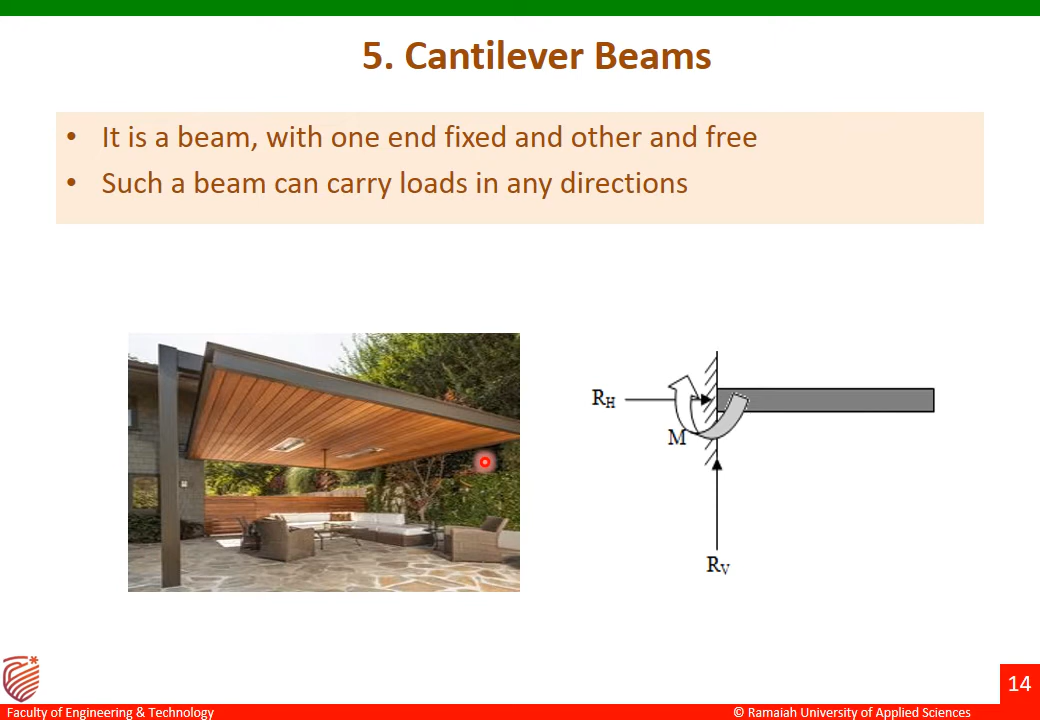 5. Cantilever Beams
• It is a beam, with one end fixed and other and free
• Such a beam can carry loads in any directions
R_H
M
R_V
14
Faculty of Engineering & Technology
© Ramaiah University of Applied Sciences